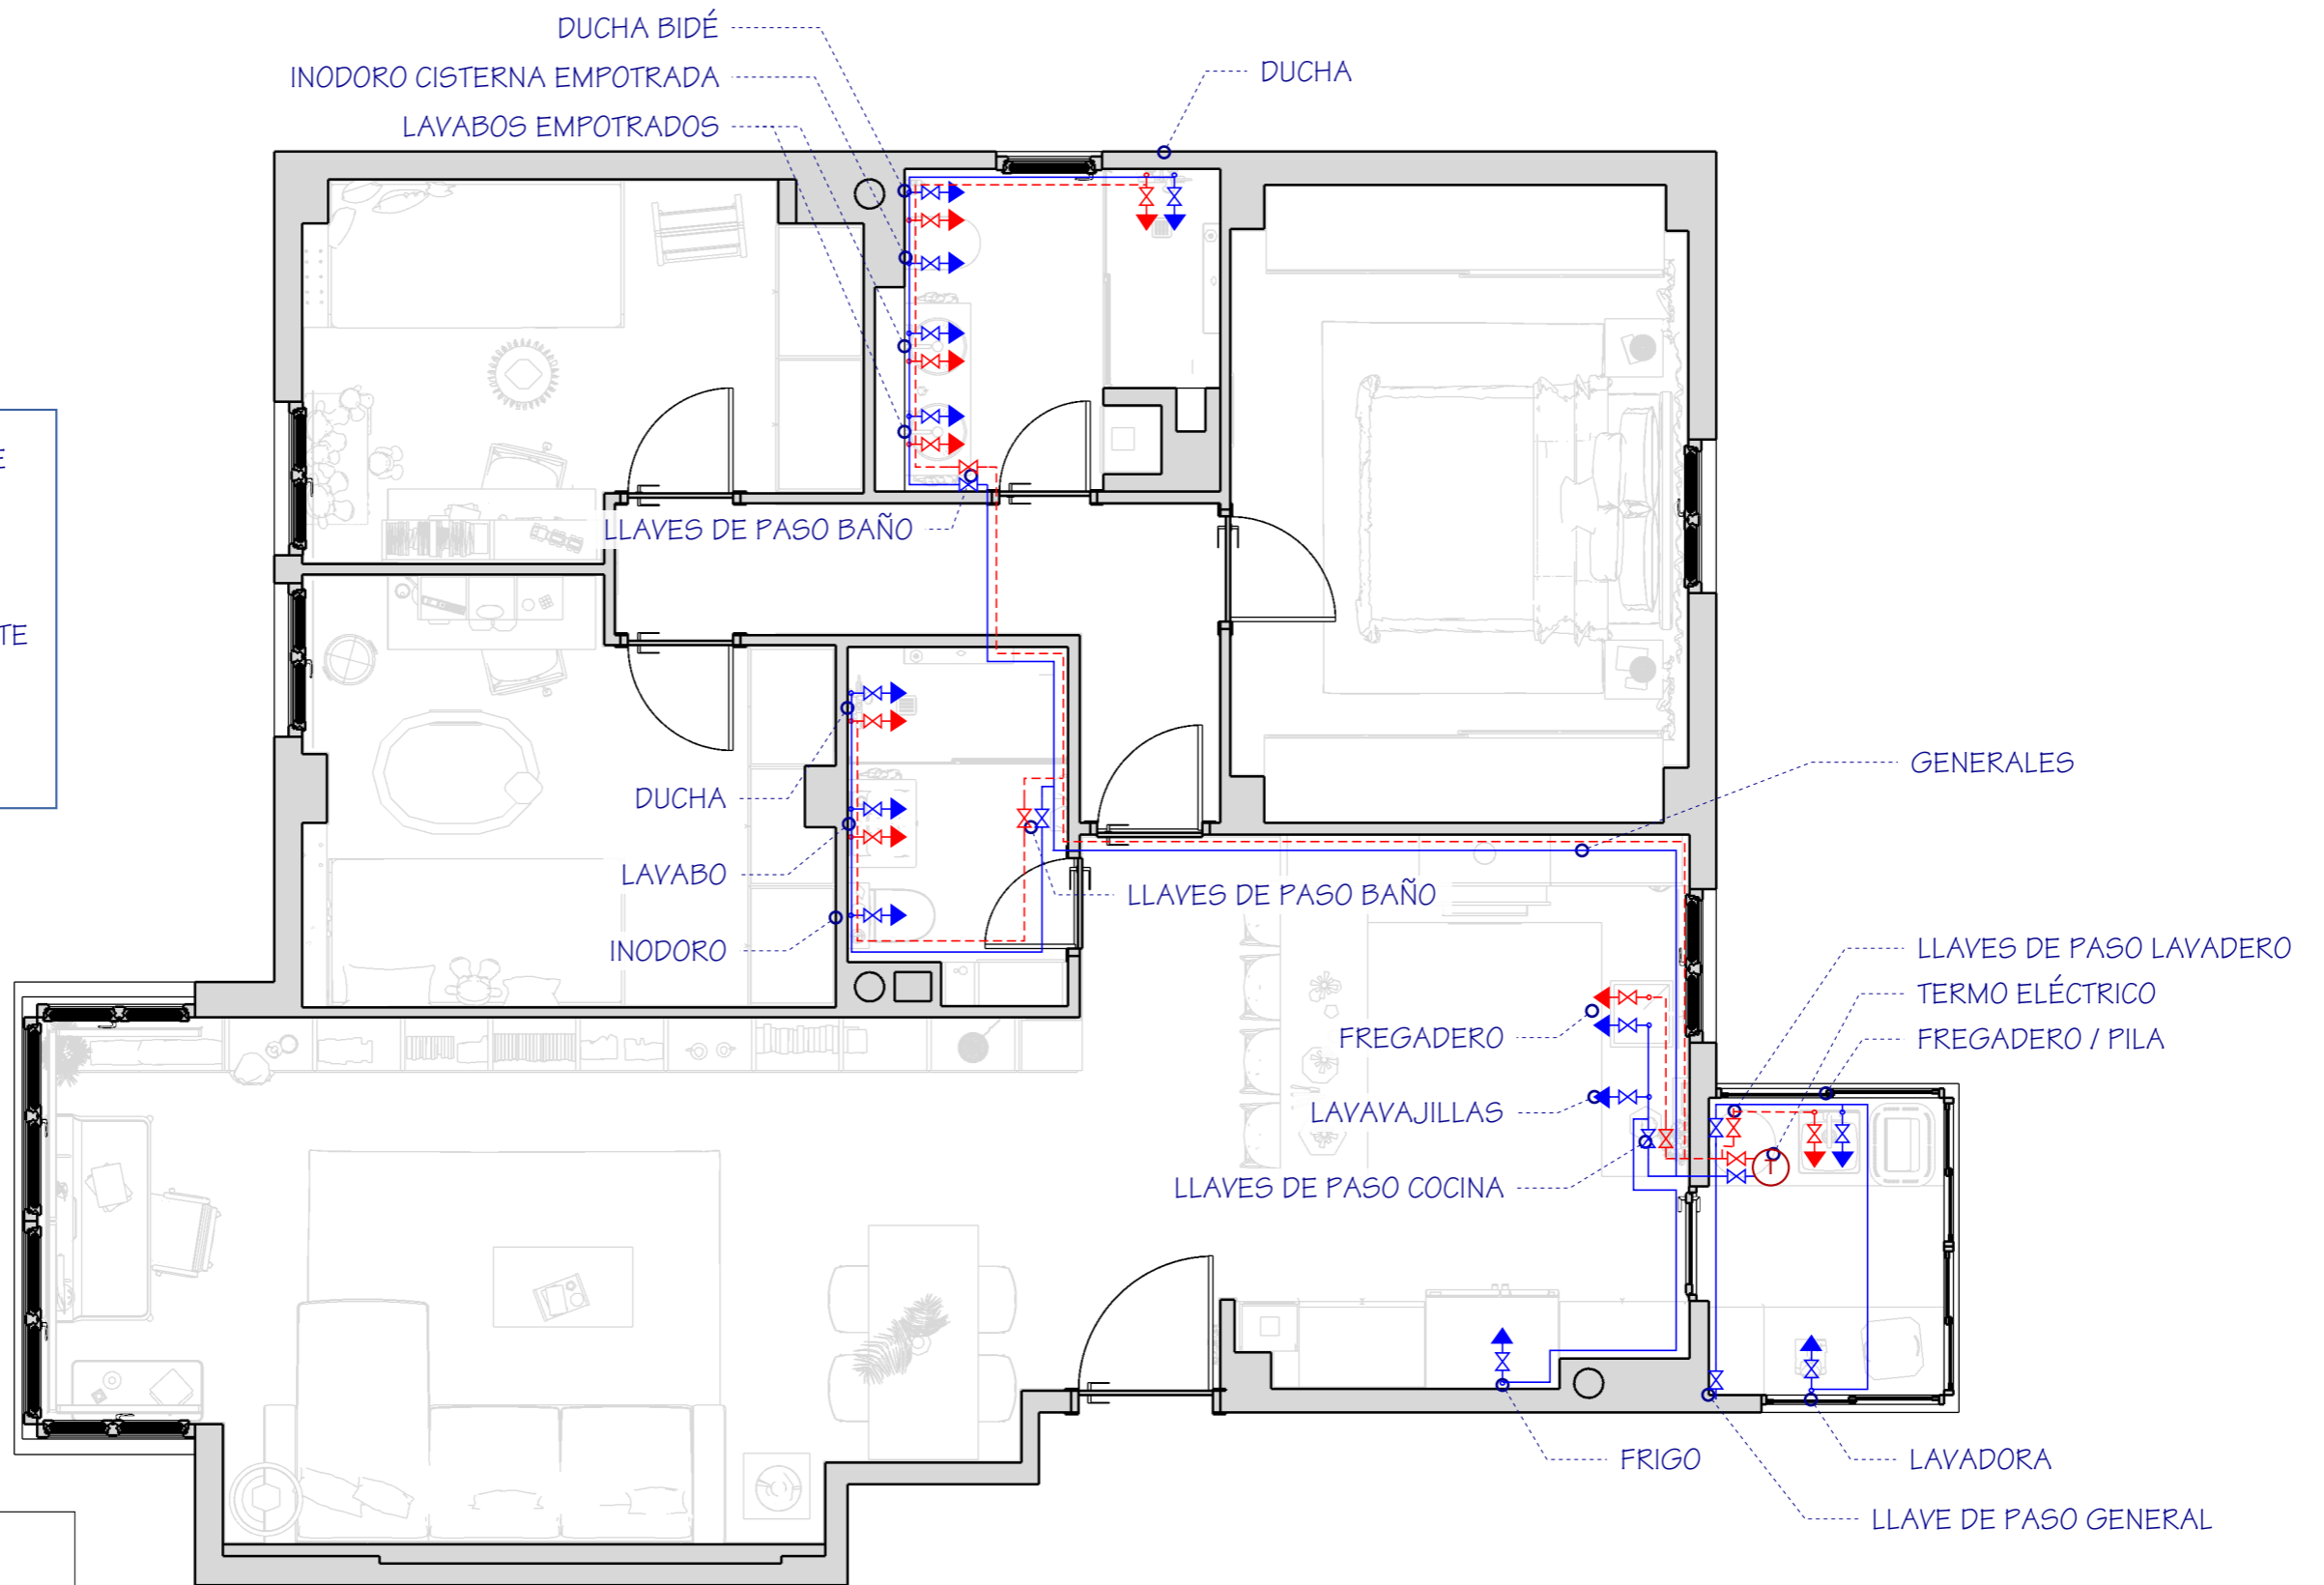 DUCHA BIDÉ
INODORO CISTERNA EMPOTRADA
LAVABOS EMPOTRADOS
DUCHA
LLAVES DE PASO BAÑO
DUCHA
LAVABO
INODORO
LLAVES DE PASO BAÑO
GENERALES
FREGADERO
LAVAVAJILLAS
LLAVES DE PASO COCINA
LLAVES DE PASO LAVADERO
TERMO ELÉCTRICO
FREGADERO / PILA
T
FRIGO
LAVADORA
LLAVE DE PASO GENERAL